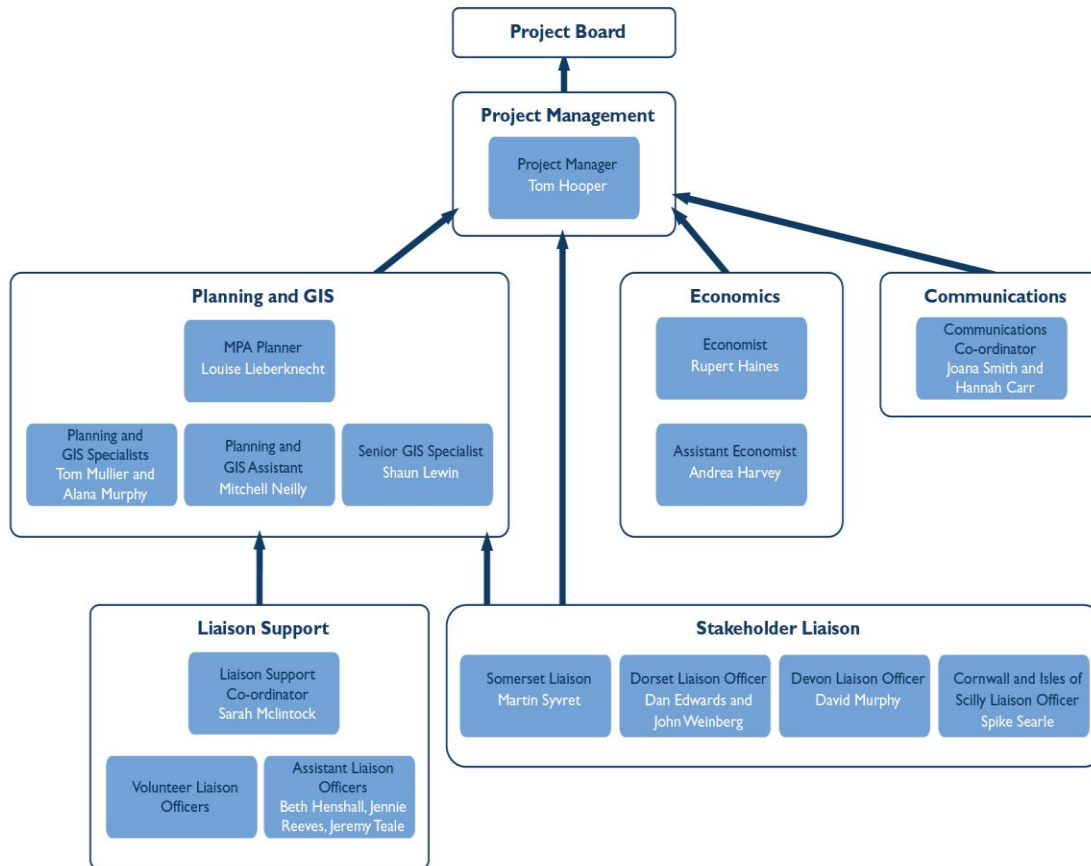 Project Board
Project Management
Project Manager
Tom Hooper
Planning and GIS
MPA Planner
Louise Lieberknecht
Planning and
GIS Specialists
Tom Mullier and
Alana Murphy
Planning and
GIS Assistant
Mitchell Neilly
Senior GIS Specialist
Shaun Lewin
Economics
Economist
Rupert Haines
Assistant Economist
Andrea Harvey
Communications
Communications
Co-ordinator
Joana Smith and
Hannah Carr
Liaison Support
Liaison Support
Co-ordinator
Sarah Mclintock
Volunteer Liaison
Officers
Assistant Liaison
Officers
Beth Henshall, Jennie
Reeves, Jeremy Teale
Stakeholder Liaison
Somerset Liaison
Martin Syvret
Dorset Liaison Officer
Dan Edwards and
John Weinberg
Devon Liaison Officer
David Murphy
Cornwall and Isles of
Scilly Liaison Officer
Spike Searle